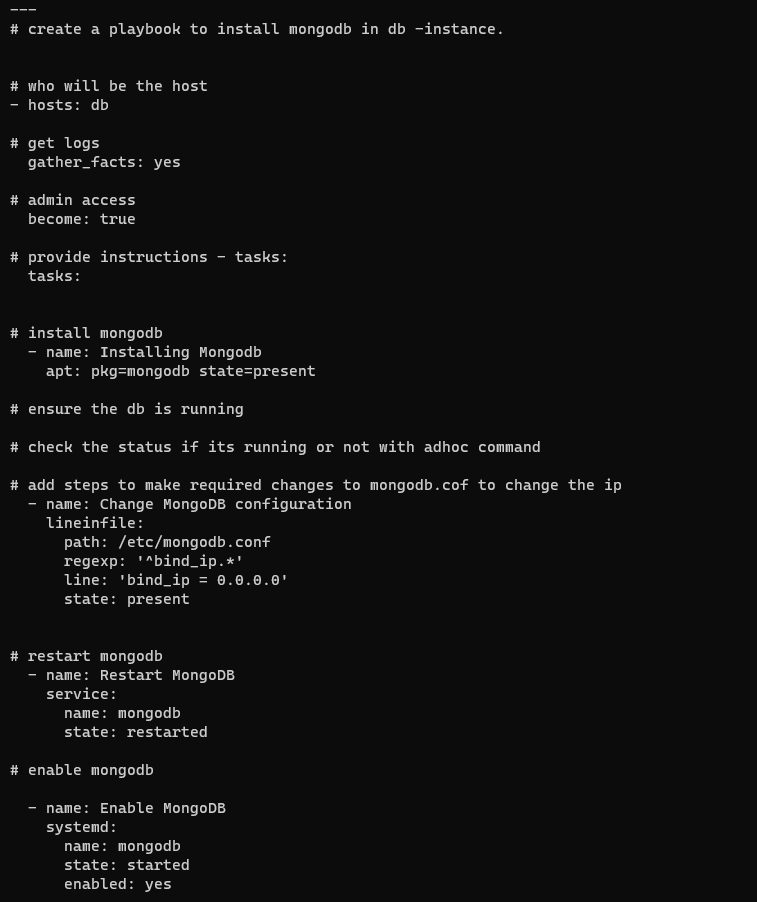 ---
# create a playbook to install mongodb in db -instance.
# who will be the host
- hosts: db
# get logs
  gather_facts: yes
# admin access
  become: true
# provide instructions - tasks:
  tasks:
# install mongodb
  - name: Installing Mongodb
    apt: pkg=mongodb state=present
# ensure the db is running
# check the status if its running or not with adhoc command
# add steps to make required changes to mongodb.cof to change the ip
  - name: Change MongoDB configuration
    lineinfile:
      path: /etc/mongodb.conf
      regexp: '^bind_ip.*'
      line: 'bind_ip = 0.0.0.0'
      state: present
# restart mongodb
  - name: Restart MongoDB
    service:
      name: mongodb
      state: restarted
# enable mongodb
  - name: Enable MongoDB
    systemd:
      name: mongodb
      state: started
      enabled: yes